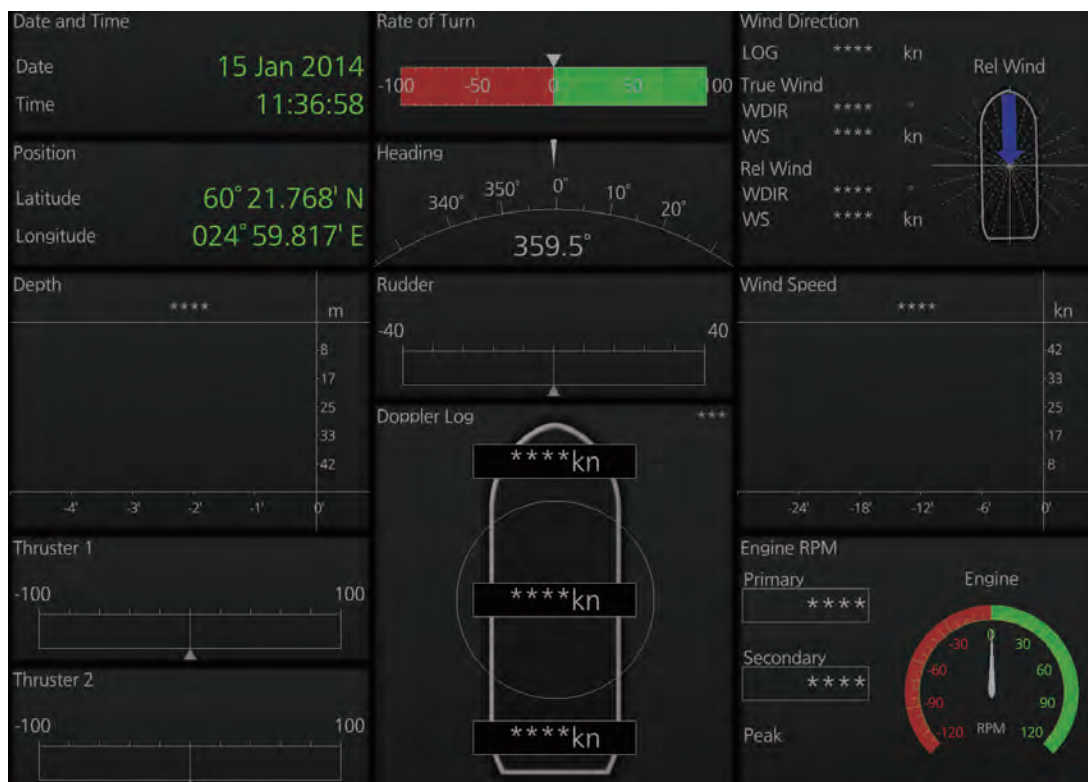 Date and Time
Date 15 Jan 2014
Time 11:36:58
Position
Latitude 60° 21.768' N
Longitude 024° 59.817' E
Depth
**** m
8
17
25
33
42
-4' -2' -1' 0'
Thruster 1
-100 100
Thruster 2
-100 100
Rate of Turn
-100 -50 0 50 100
Heading
340° 350° 0° 10° 20°
359.5°
Rudder
-40 40
Doppler Log ***
****kn
****kn
****kn
Wind Direction
LOG **** kn
True Wind
WDIR **** °
WS **** kn
Rel Wind
WDIR **** °
WS **** kn
Rel Wind
Wind Speed
**** kn
42
33
25
17
8
-24' -18' -12' -6' 0'
Engine RPM
Primary
****
Secondary
****
Peak
Engine
-120 -90 -60 -30 0 30 60 90 120
RPM